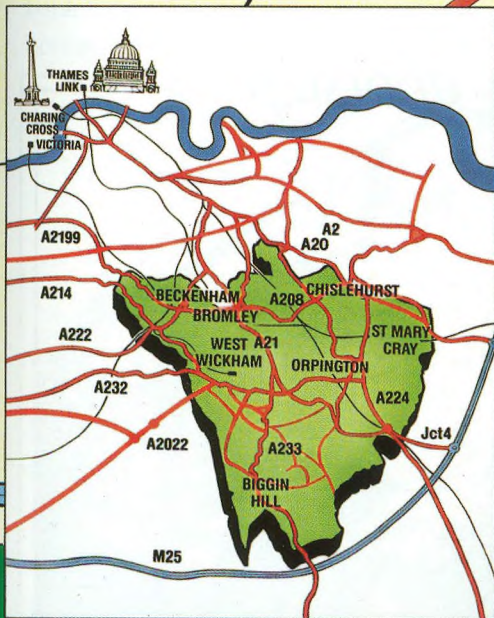 THAMES
LINK
CHARING
CROSS
VICTORIA
A2199
A2
A20
A214
BECKENHAM
A208
CHISLEHURST
BROMLEY
ST MARY
CRAY
A222
WEST
WICKHAM
A21
ORPINGTON
A232
A224
A2022
A233
Jct4
BIGGIN
HILL
M25